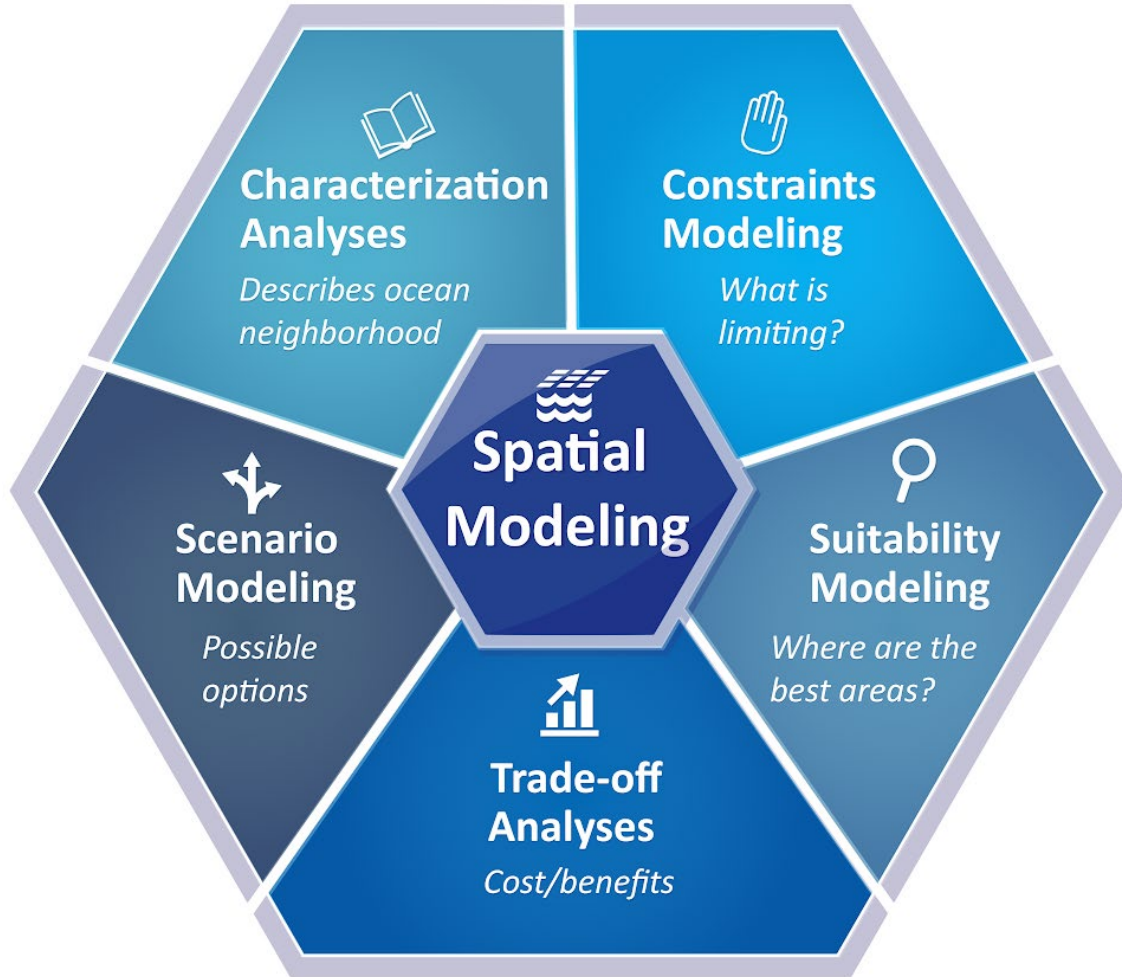 Characterization
Analyses
Describes ocean
neighborhood
Constraints
Modeling
What is
limiting?
Spatial
Modeling
Scenario
Modeling
Possible
options
Suitability
Modeling
Where are the
best areas?
Trade-off
Analyses
Cost/benefits